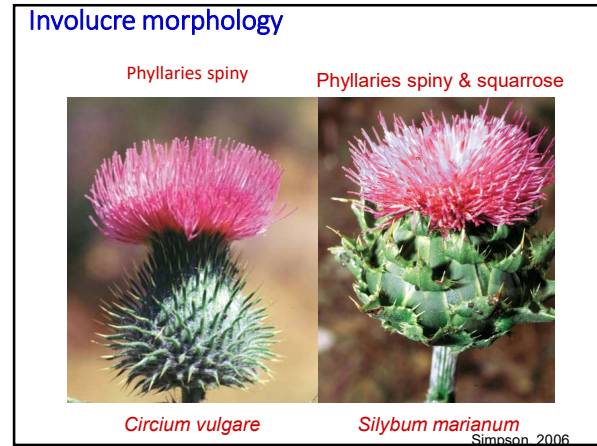 Involucre morphology
Phyllaries spiny
Phyllaries spiny & squarrose
Circium vulgare
Silybum marianum
Simpson, 2006